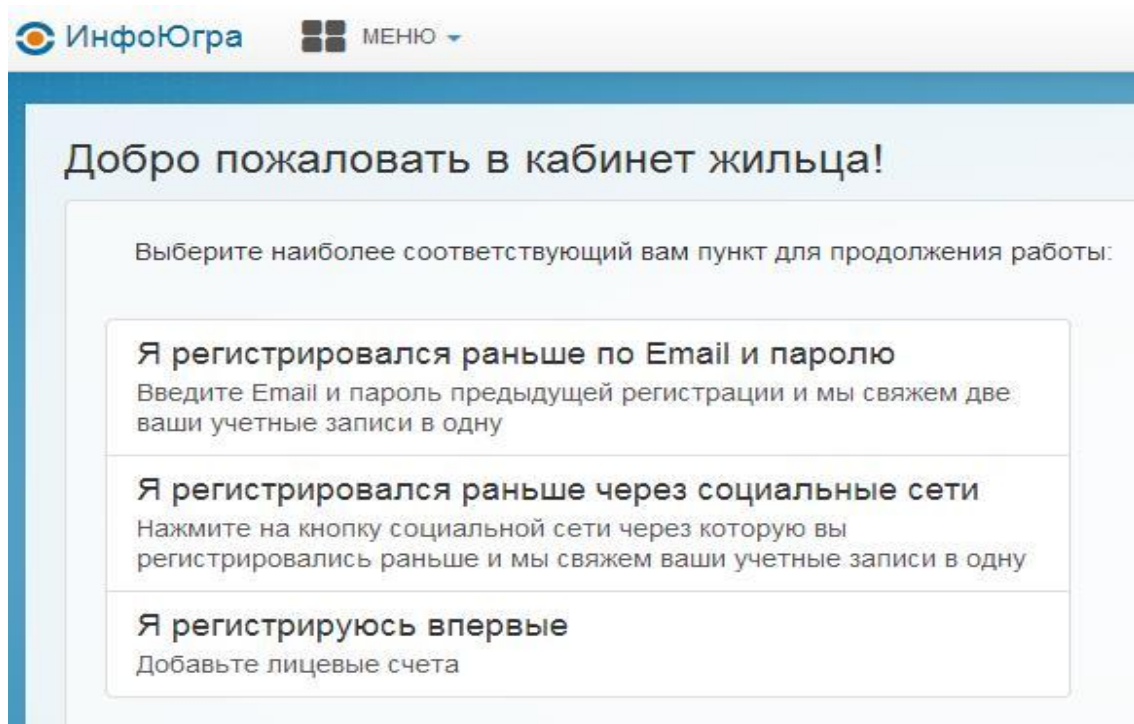 ИнфоЮгра МЕНЮ
Добро пожаловать в кабинет жильца!
Выберите наиболее соответствующий вам пункт для продолжения работы:
Я регистрировался раньше по Email и паролю
Введите Email и пароль предыдущей регистрации и мы свяжем две
ваши учетные записи в одну
Я регистрировался раньше через социальные сети
Нажмите на кнопку социальной сети через которую вы
регистрировались раньше и мы свяжем ваши учетные записи в одну
Я регистрируюсь впервые
Добавьте лицевые счета